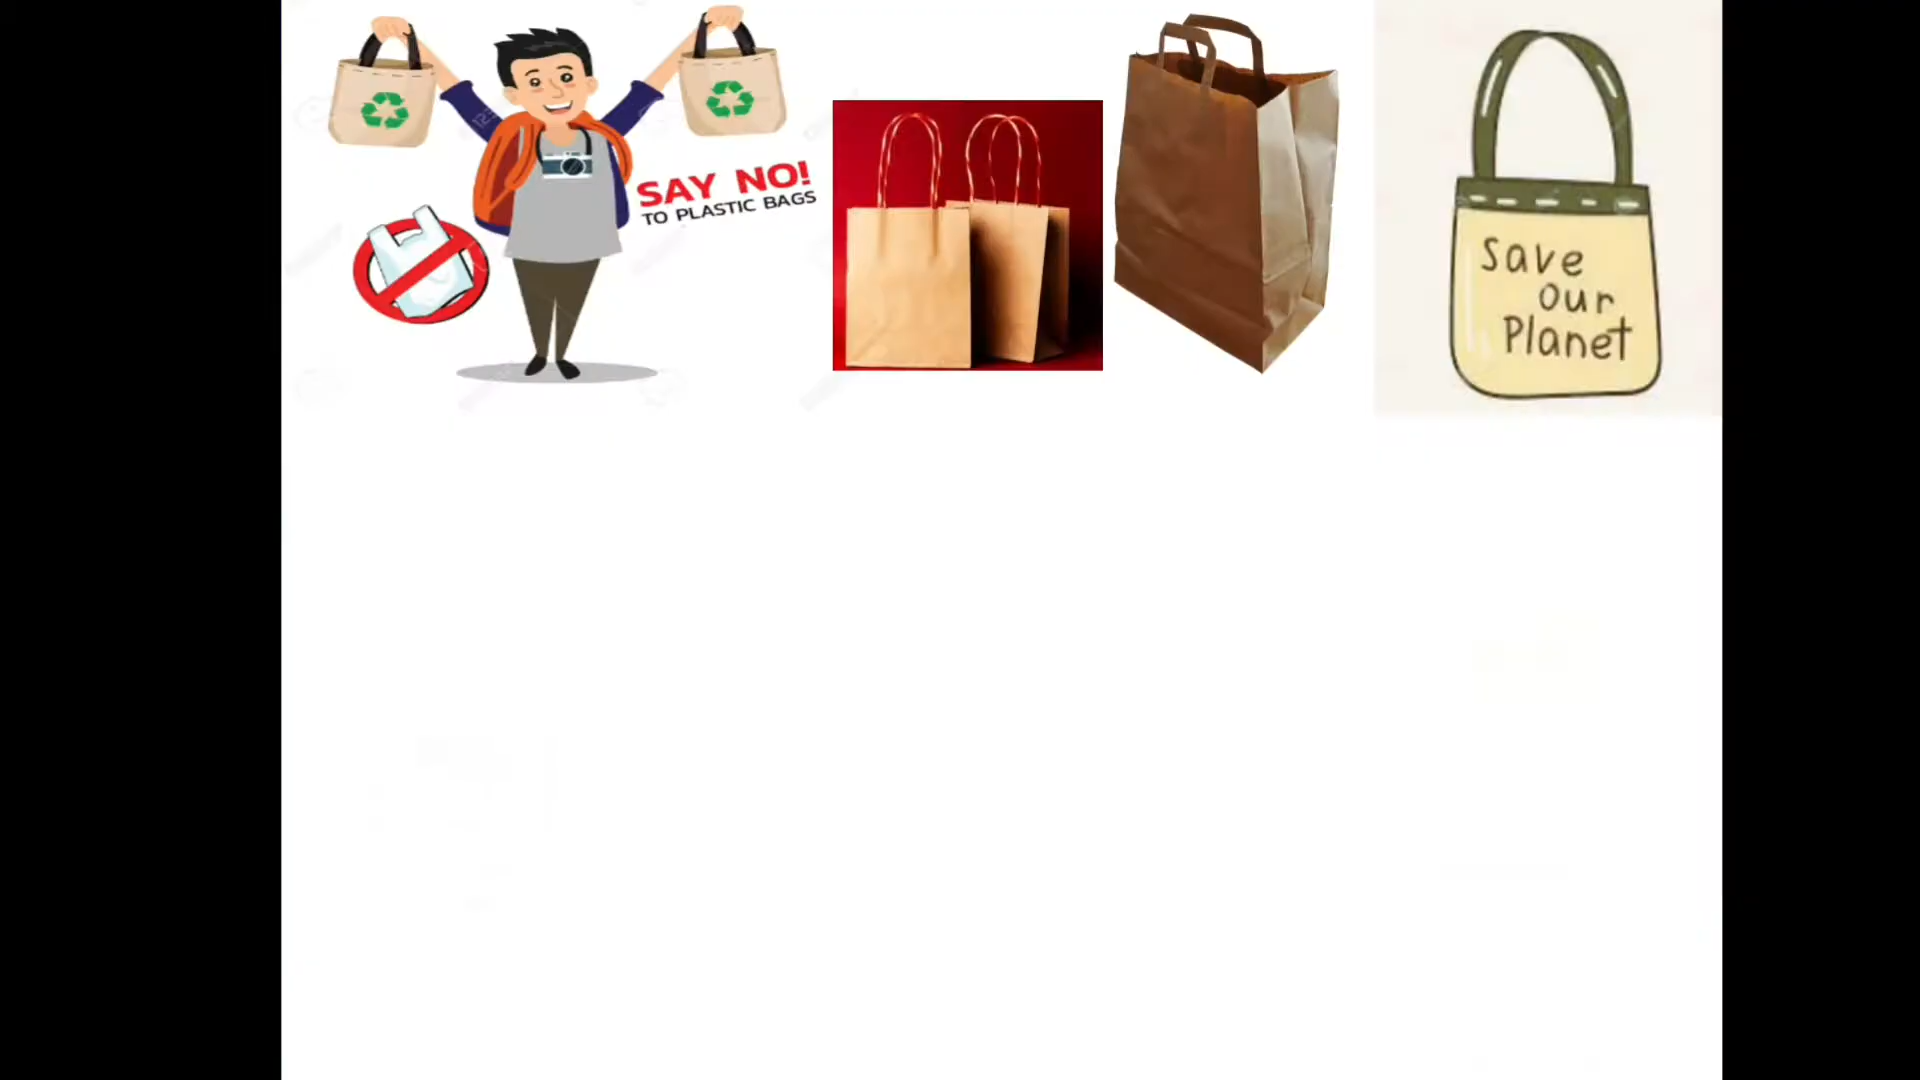 SAY NO!
TO PLASTIC BAGS
Save
our
Planet